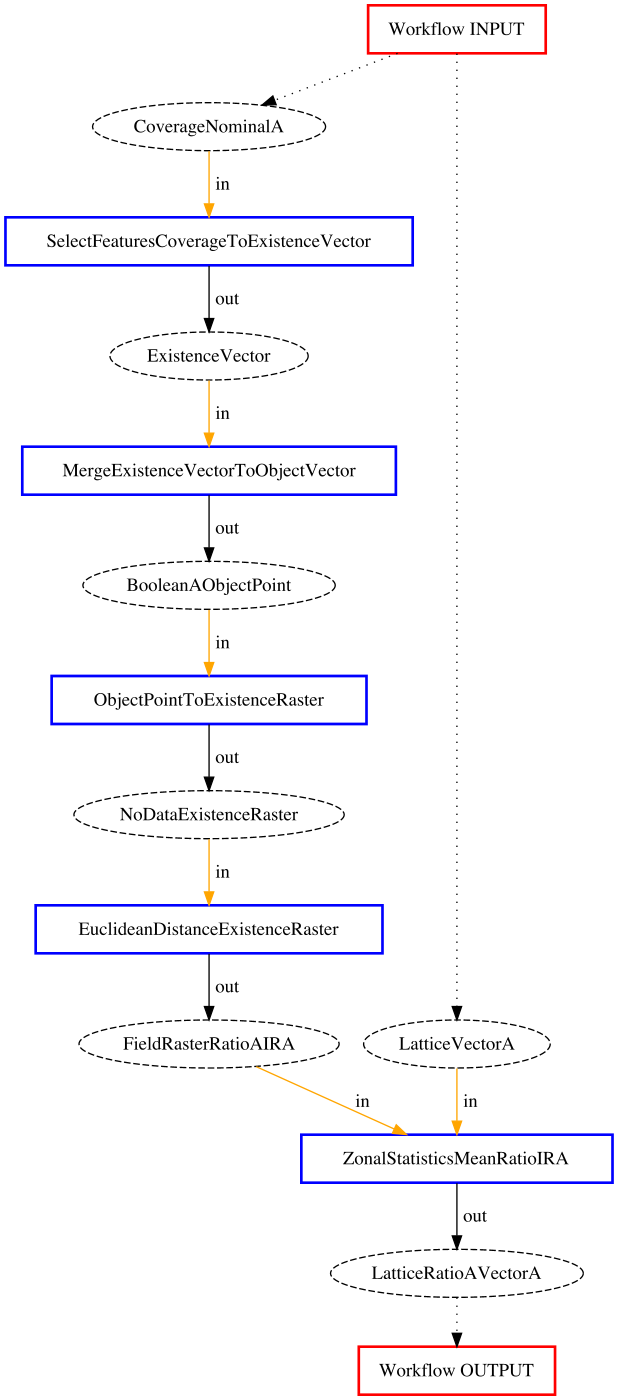 Workflow INPUT
CoverageNominalA
in
SelectFeaturesCoverageToExistenceVector
out
ExistenceVector
in
MergeExistenceVectorToObjectVector
out
BooleanAObjectPoint
in
ObjectPointToExistenceRaster
out
NoDataExistenceRaster
in
EuclideanDistanceExistenceRaster
out
FieldRasterRatioAIRA
LatticeVectorA
in
in
ZonalStatisticsMeanRatioIRA
out
LatticeRatioAVectorA
Workflow OUTPUT